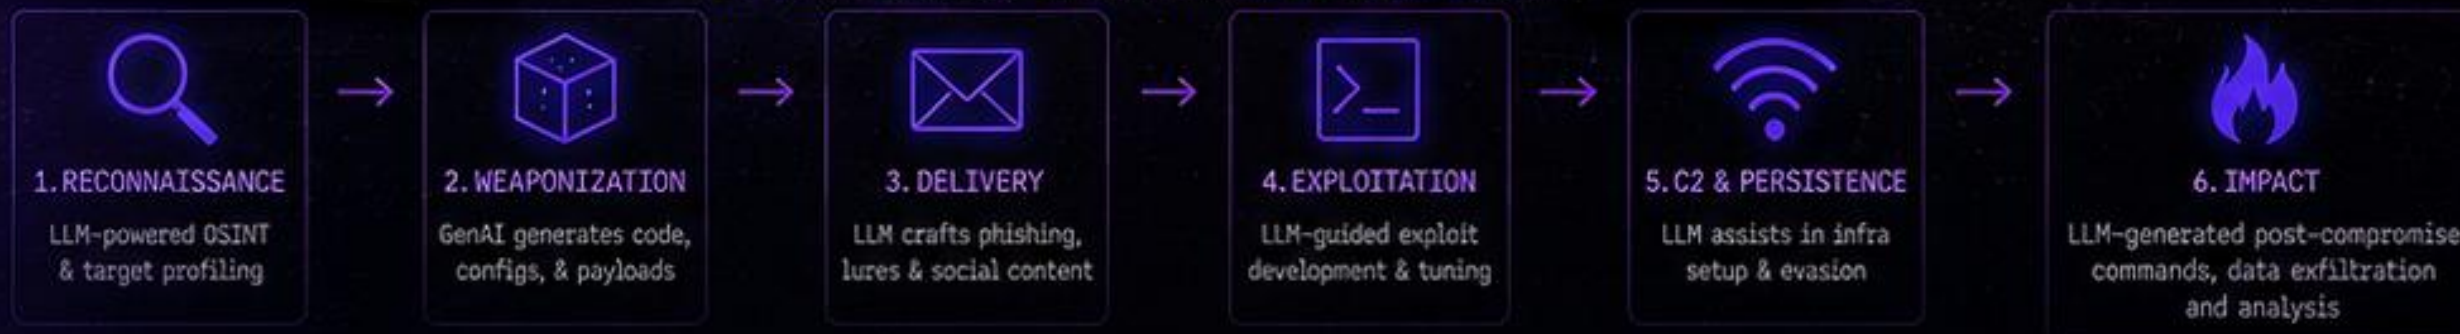 1.RECONNAISSANCE
LLM-powered OSINT
& target profiling
2.WEAPONIZATION
GenAI generates code,
configs, & payloads
3.DELIVERY
LLM crafts phishing,
lures & social content
4.EXPLOITATION
LLM-guided exploit
development & tuning
5.C2 & PERSISTENCE
LLM assists in infra
setup & evasion
6.IMPACT
LLM-generated post-compromise
commands, data exfiltration
and analysis